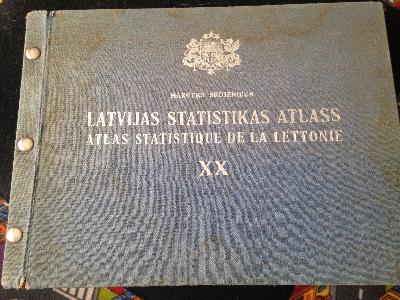 MARĢERS SKUJENIEKS
LATVIJAS STATISTIKAS ATLASS
ATLAS STATISTIQUE DE LA LETTONIE
XX